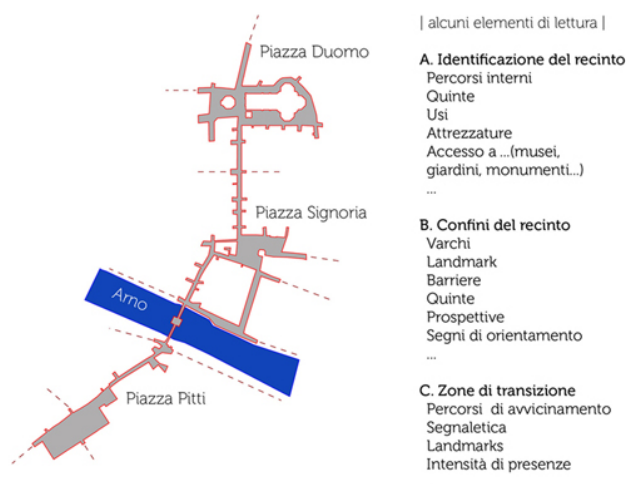 Piazza Duomo
Piazza Signoria
Arno
Piazza Pitti
| alcuni elementi di lettura |
A. Identificazione del recinto
Percorsi interni
Quinte
Usi
Attrezzature
Accesso a ...(musei,
giardini, monumenti...)
...
B. Confini del recinto
Varchi
Landmark
Barriere
Quinte
Prospettive
Segni di orientamento
...
C. Zone di transizione
Percorsi di avvicinamento
Segnaletica
Landmarks
Intensità di presenze